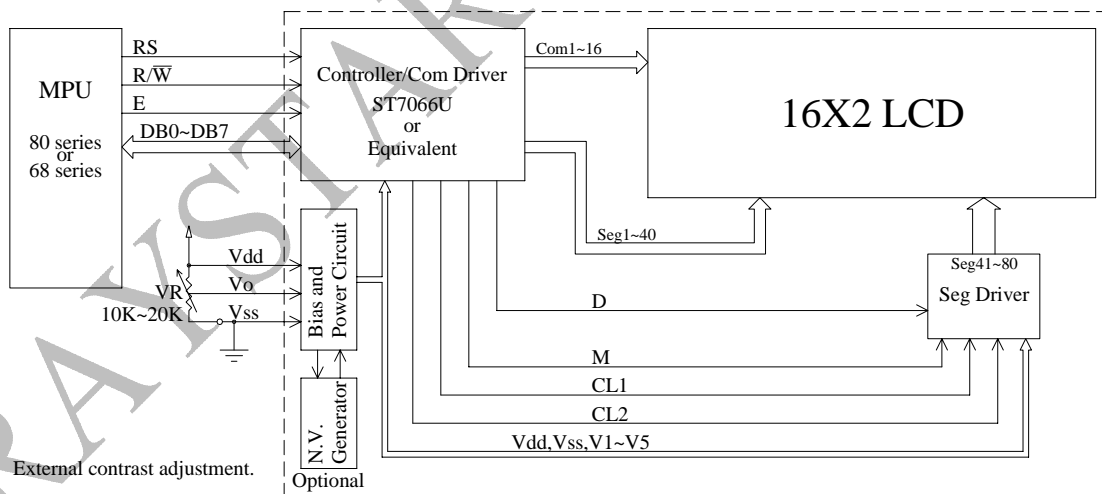 MPU
80 series
or
68 series
RS
R/W̅
E
DB0~DB7
Controller/Com Driver
ST7066U
or
Equivalent
Com1~16
16X2 LCD
Seg1~40
Seg41~80
Seg Driver
Vdd
Vo
Vss
VR
10K~20K
Bias and
Power Circuit
D
M
CL1
CL2
Vdd,Vss,V1~V5
N.V.
Generator
Optional
External contrast adjustment.
RAYSTAR